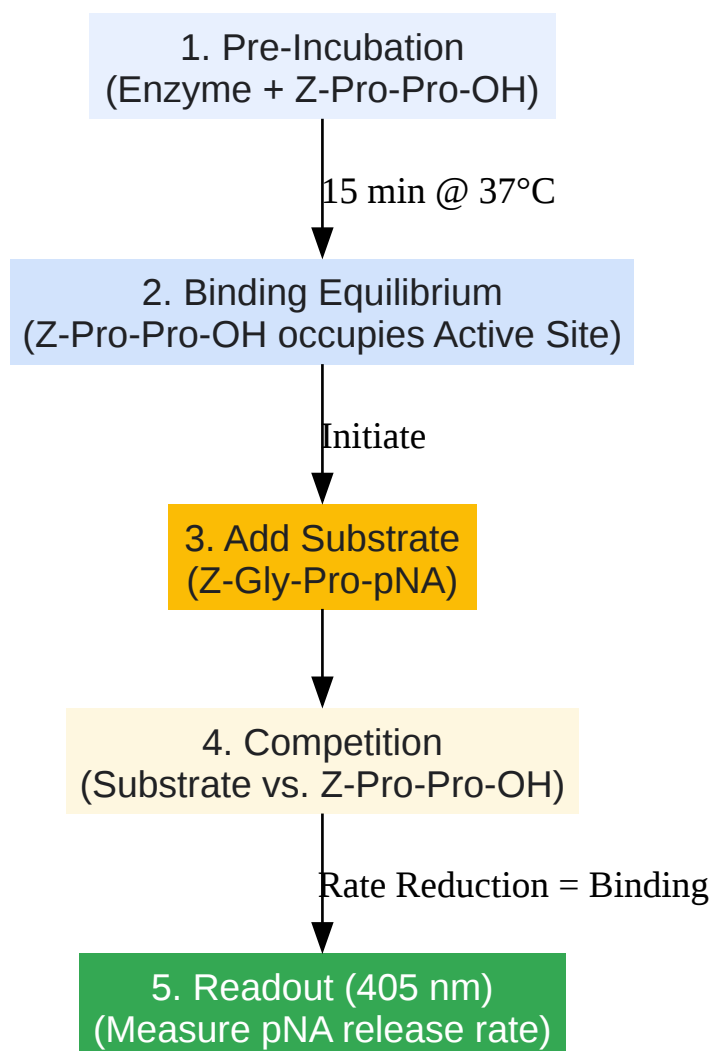 1. Pre-Incubation
(Enzyme + Z-Pro-Pro-OH)
15 min @ 37°C
2. Binding Equilibrium
(Z-Pro-Pro-OH occupies Active Site)
Initiate
3. Add Substrate
(Z-Gly-Pro-pNA)
4. Competition
(Substrate vs. Z-Pro-Pro-OH)
Rate Reduction = Binding
5. Readout (405 nm)
(Measure pNA release rate)